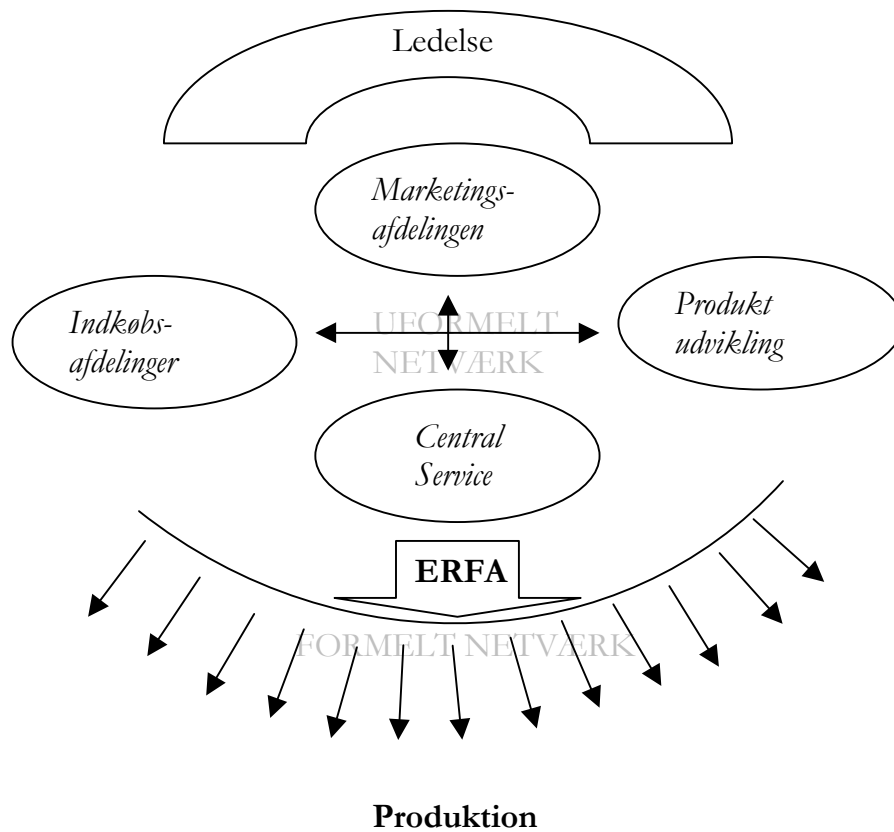 Ledelse
Marketings-
afdelingen
Indkøbs-
afdelinger
UFORMELT
NETVÆRK
Produkt
udvikling
Central
Service
ERFA
FORMELT NETVÆRK
Produktion